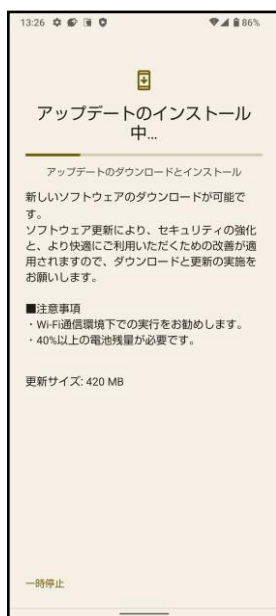 13:26 86%
アップデートのインストール
中...
アップデートのダウンロードとインストール
新しいソフトウェアのダウンロードが可能で
す。
ソフトウェア更新により、セキュリティの強化
と、より快適にご利用いただくための改善が適
用されますので、ダウンロードと更新の実施を
お願いします。
■注意事項
・Wi-Fi通信環境下での実行をお勧めします。
・40%以上の電池残量が必要です。
更新サイズ: 420 MB
一時停止